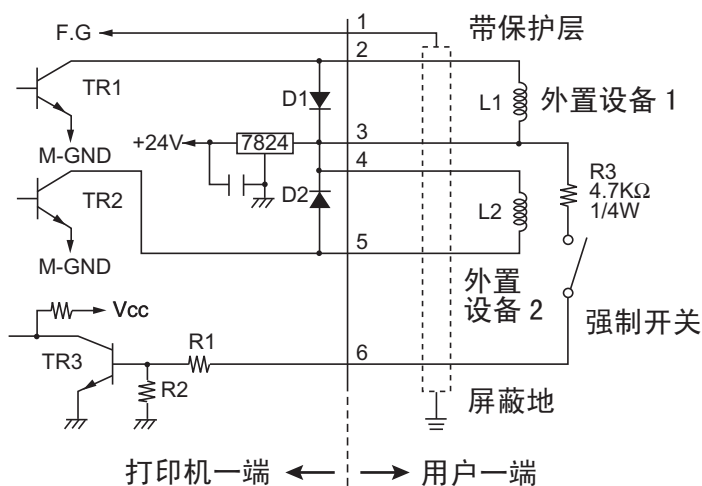 F.G
1
带保护层
2
TR1
D1
L1
外置设备 1
+24V
7824
3
M-GND
4
R3
4.7KΩ
1/4W
TR2
D2
L2
5
M-GND
外置
设备 2
Vcc
强制开关
TR3
R1
6
R2
屏蔽地
打印机一端
用户一端